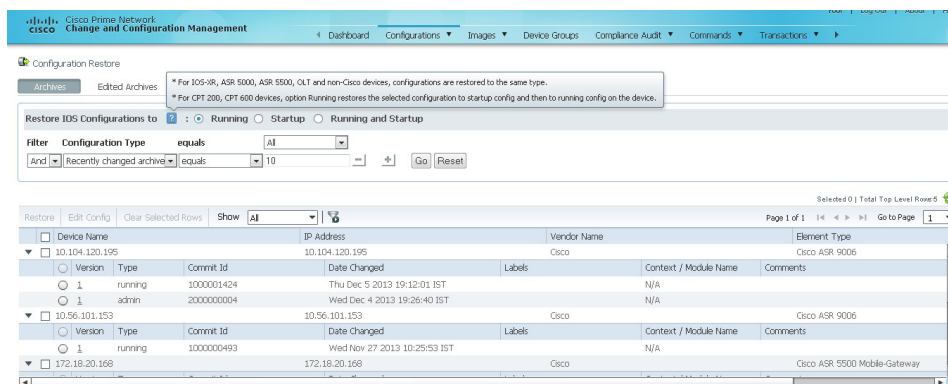 Log Out | About
cisco Cisco Prime Network
Change and Configuration Management
Dashboard Configurations Images Device Groups Compliance Audit Commands Transactions
Configuration Restore
Archives Edited Archives
* For IOS-XR, ASR 5000, ASR 5500, OLT and non-Cisco devices, configurations are restored to the same type.
* For CPT 200, CPT 600 devices, option Running restores the selected configuration to startup config and then to running config on the device.
Restore IOS Configurations to ? : Running Startup Running and Startup
Filter Configuration Type equals All
And Recently changed archive equals 10 Go Reset
Selected 0 | Total Top Level Rows 5
Restore Edit Config Clear Selected Rows Show All Page 1 of 1 Go to Page 1
Device Name IP Address Vendor Name Element Type
10.104.120.195 10.104.120.195 Cisco Cisco ASR 9006
Version Type Commit Id Date Changed Labels Context / Module Name Comments
1 running 1000001424 Thu Dec 5 2013 19:12:01 IST N/A
1 admin 2000000004 Wed Dec 4 2013 19:26:40 IST N/A
10.56.101.153 10.56.101.153 Cisco Cisco ASR 9006
Version Type Commit Id Date Changed Labels Context / Module Name Comments
1 running 1000000493 Wed Nov 27 2013 10:25:53 IST N/A
172.18.20.168 172.18.20.168 Cisco Cisco ASR 5500 Mobile-Gateway